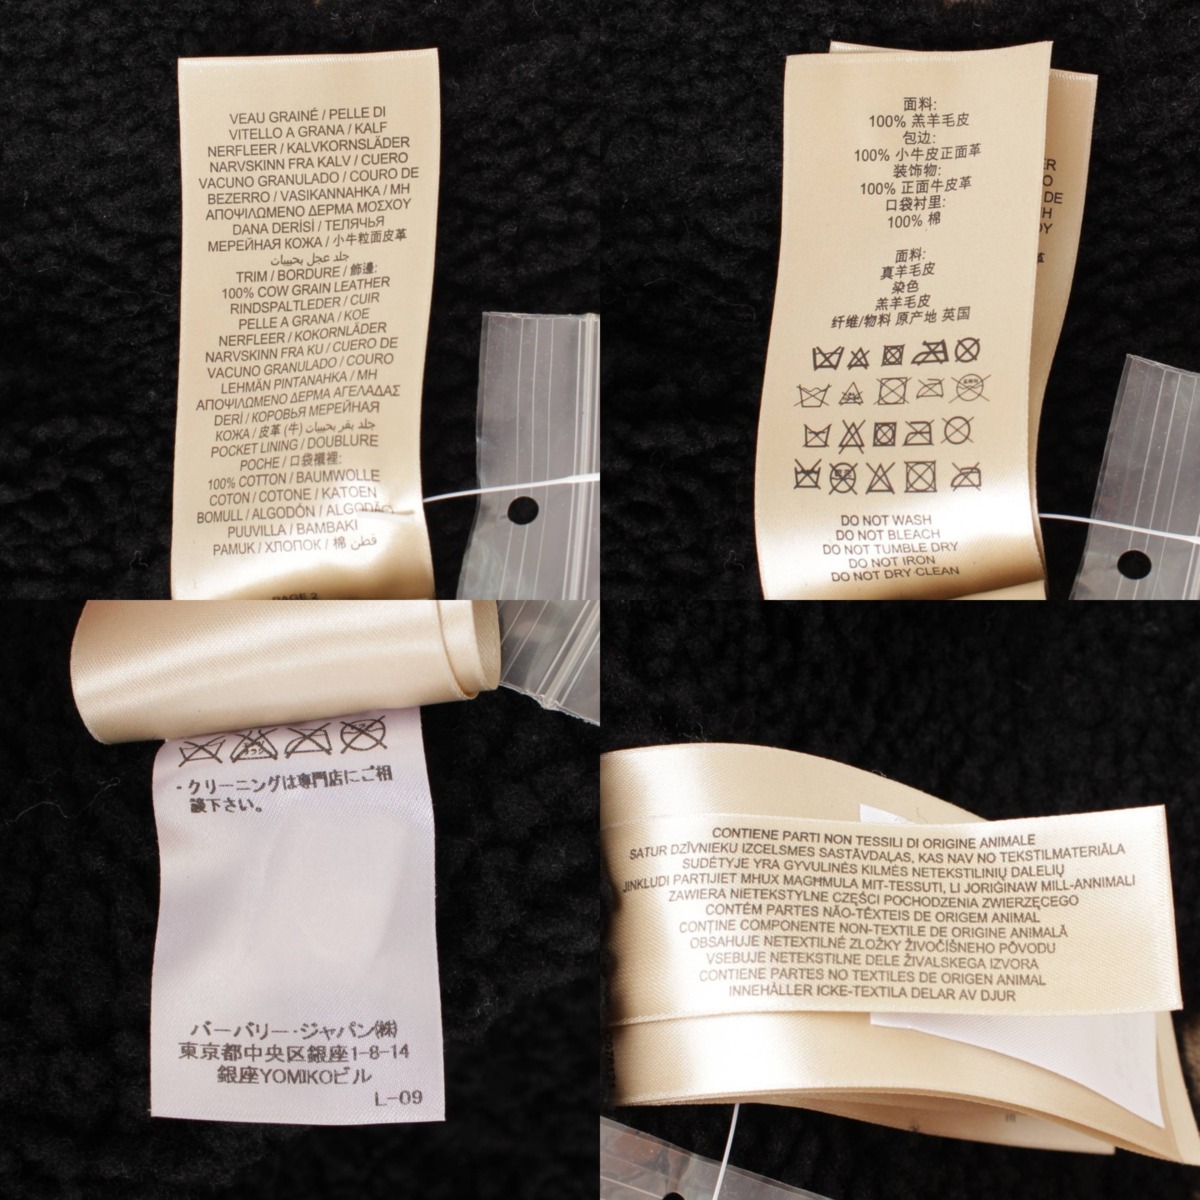 VEAU GRAINÉ / PELLE DI
VITELLO A GRANA / KALF
NERFLEER / KALVKORNSLÄDER
NARVSKINN FRA KALV / CUERO
VACUNO GRANULADO / COURO DE
BEZERRO / VASIKANNAHKA / MH
ΑΠΟΨΙΛΩΜΕΝΟ ΔΕΡΜΑ ΜΟΣΧΟΥ
DANA DERİSİ / ТЕЛЯЧЬЯ
МЕРЕЙНАЯ КОЖА / 小牛粒面皮革
جلد عجل بحبيبات
TRIM / BORDURE / 飾邊:
100% COW GRAIN LEATHER
RINDSPALTLEDER / CUIR
PELLE A GRANA / KOE
NERFLEER / KOKORNLÄDER
NARVSKINN FRA KU / CUERO DE
VACUNO GRANULADO / COURO
LEHMÄN PINTANAHKA / MH
ΑΠΟΨΙΛΩΜΕΝΟ ΔΕΡΜΑ ΑΓΕΛΑΔΑΣ
DERİ / КОРОВЬЯ МЕРЕЙНАЯ
КОЖА / 皮革 (牛) جلد بقر بحبيبات
POCKET LINING / DOUBLURE
POCHE / 口袋襯裡:
100% COTTON / BAUMWOLLE
COTON / COTONE / KATOEN
BOMULL / ALGODÓN / ALGODÃO
PUUVILLA / BAMBAKI
PAMUK / ХЛОПОК / 棉 قطن
PAGE 2
面料:
100% 羔羊毛皮
包边:
100% 小牛皮正面革
装饰物:
100% 正面牛皮革
口袋衬里:
100% 棉
面料:
真羊毛皮
染色
羔羊毛皮
纤维/物料 原产地 英国
DO NOT WASH
DO NOT BLEACH
DO NOT TUMBLE DRY
DO NOT IRON
DO NOT DRY CLEAN
・クリーニングは専門店にご相
談下さい。
バーバリー・ジャパン㈱
東京都中央区銀座1-8-14
銀座YOMIKOビル
L-09
CONTIENE PARTI NON TESSILI DI ORIGINE ANIMALE
SATUR DZĪVNIEKU IZCELSMES SASTĀVDAĻAS, KAS NAV NO TEKSTILMATERIĀLA
SUDĖTYJE YRA GYVULINĖS KILMĖS NETEKSTILINIŲ DALELIŲ
JINKLUDI PARTIJIET MHUX MAGĦMULA MIT-TESSUTI, LI JORIĠINAW MILL-ANNIMALI
ZAWIERA NIETEKSTYLNE CZĘŚCI POCHODZENIA ZWIERZĘCEGO
CONTÉM PARTES NÃO-TÊXTEIS DE ORIGEM ANIMAL
CONȚINE COMPONENTE NON-TEXTILE DE ORIGINE ANIMALĂ
OBSAHUJE NETEXTILNÉ ZLOŽKY ŽIVOČÍŠNEHO PÔVODU
VSEBUJE NETEKSTILNE DELE ŽIVALSKEGA IZVORA
CONTIENE PARTES NO TEXTILES DE ORIGEN ANIMAL
INNEHÅLLER ICKE-TEXTILA DELAR AV DJUR